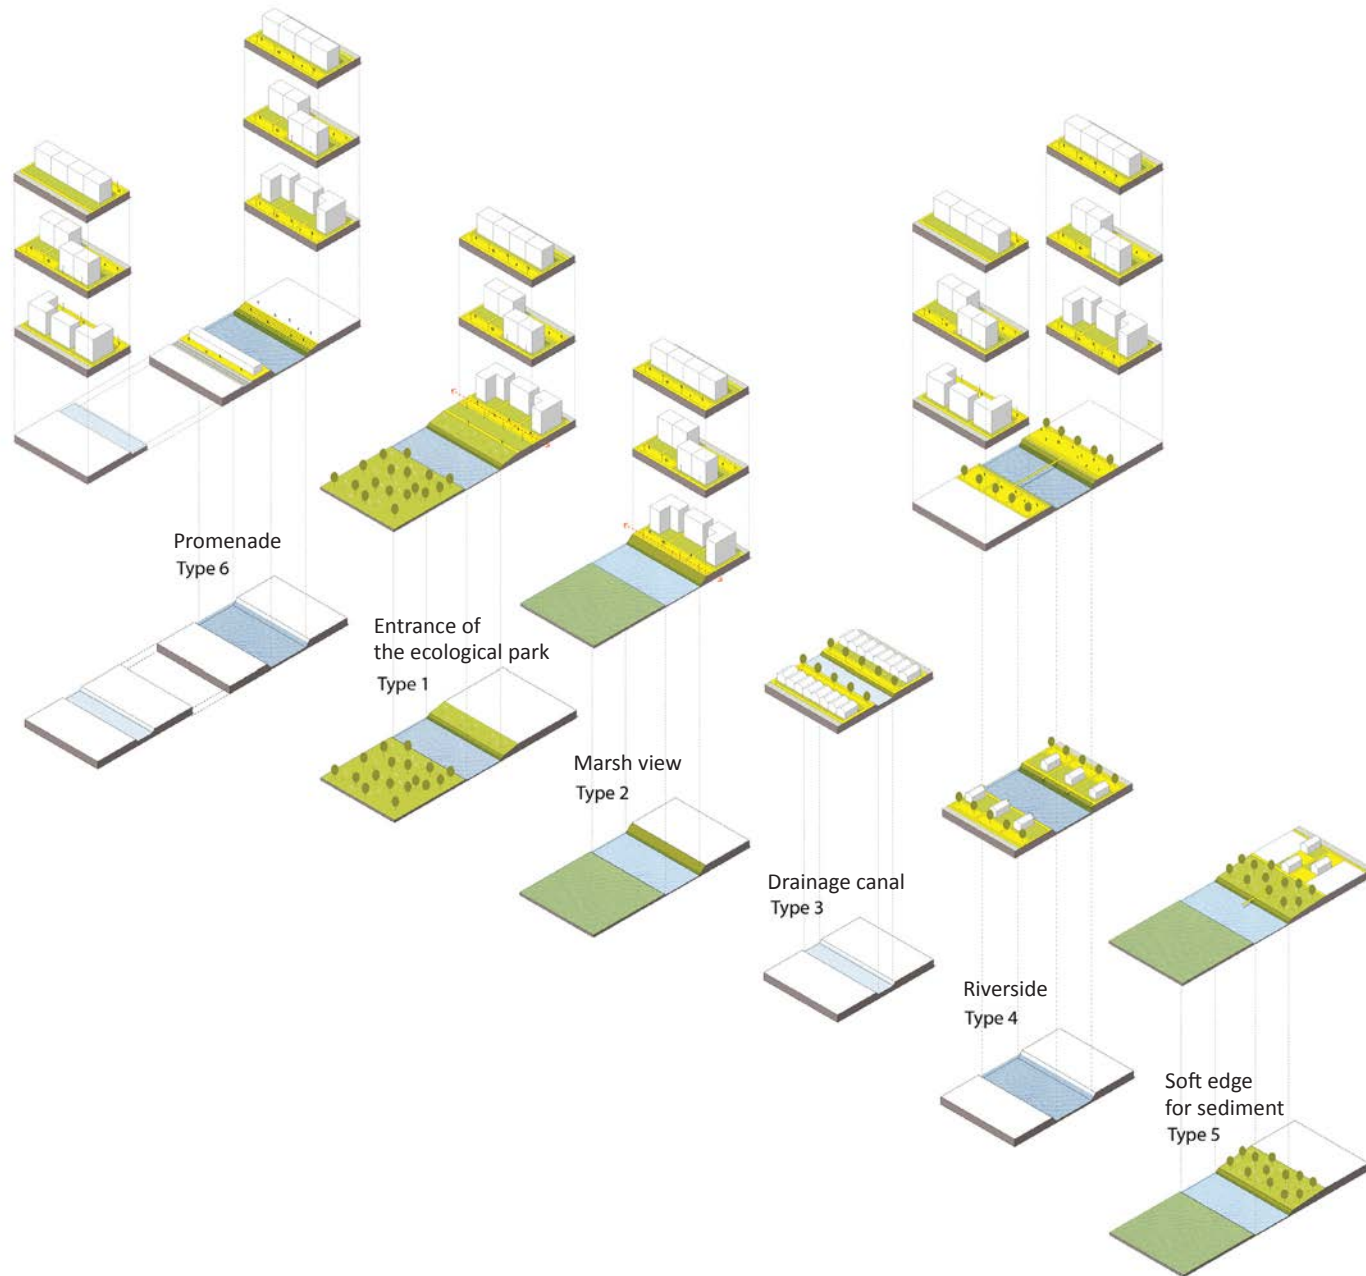 Promenade
Type 6
Entrance of
the ecological park
Type 1
Marsh view
Type 2
Drainage canal
Type 3
Riverside
Type 4
Soft edge
for sediment
Type 5